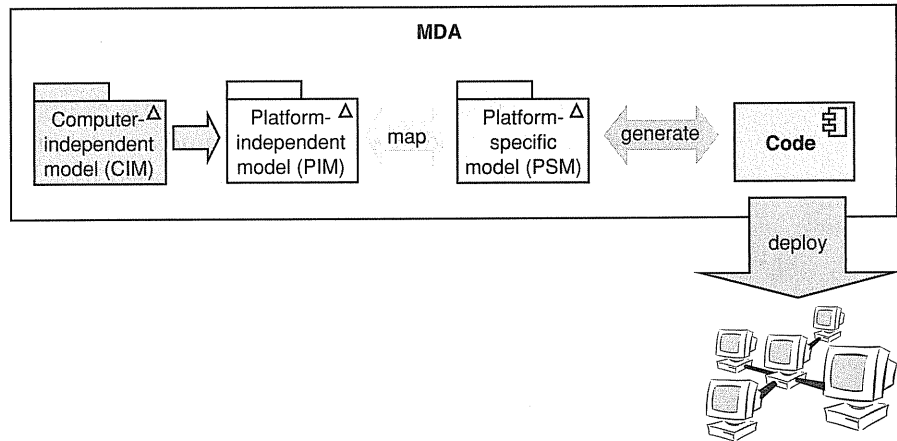 MDA
Computer-
independent
model (CIM)
Platform-
independent
model (PIM)
map
Platform-
specific
model (PSM)
generate
Code
deploy